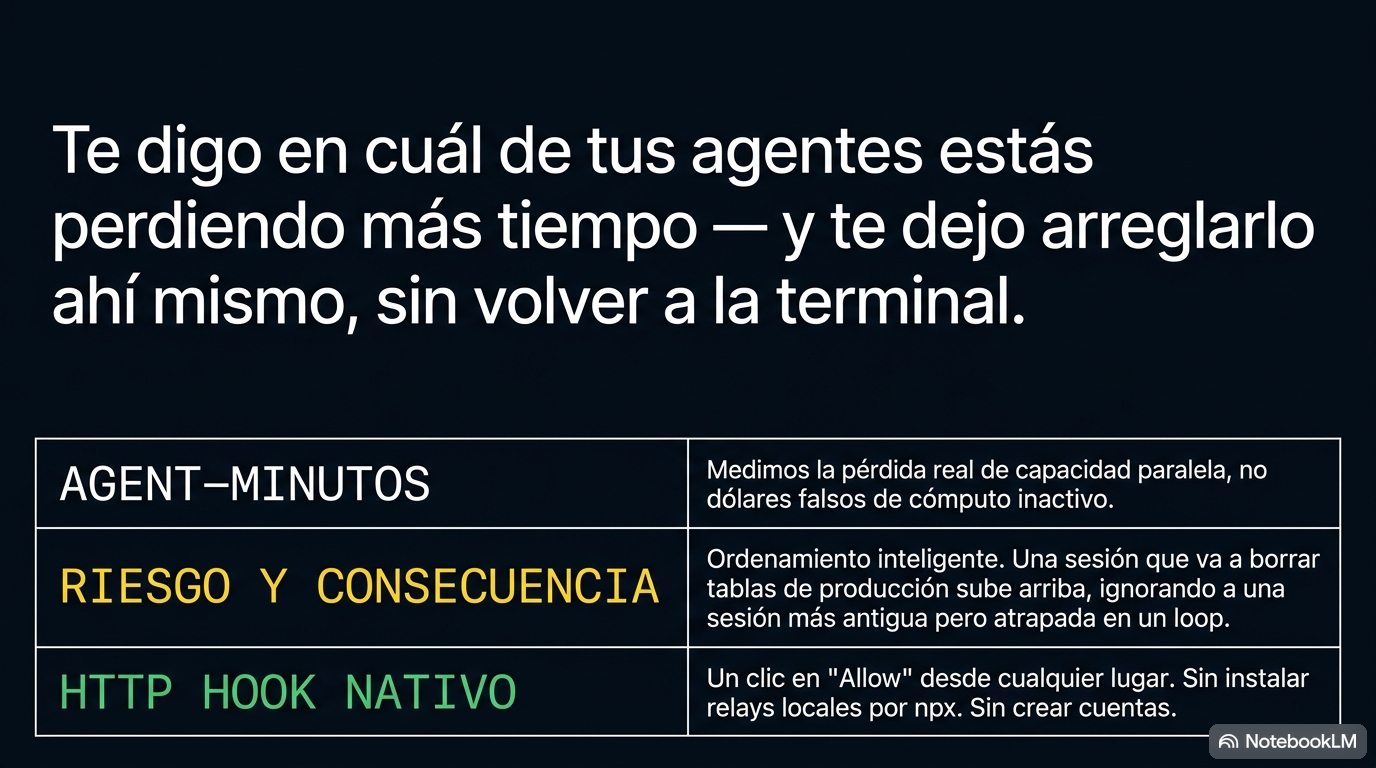 Te digo en cuál de tus agentes estás
perdiendo más tiempo — y te dejo arreglarlo
ahí mismo, sin volver a la terminal.
AGENT—MINUTOS
Medimos la pérdida real de capacidad paralela, no
dólares falsos de cómputo inactivo.
RIESGO Y CONSECUENCIA
Ordenamiento inteligente. Una sesión que va a borrar
tablas de producción sube arriba, ignorando a una
sesión más antigua pero atrapada en un loop.
HTTP HOOK NATIVO
Un clic en "Allow" desde cualquier lugar. Sin instalar
relays locales por npx. Sin crear cuentas.
NotebookLM